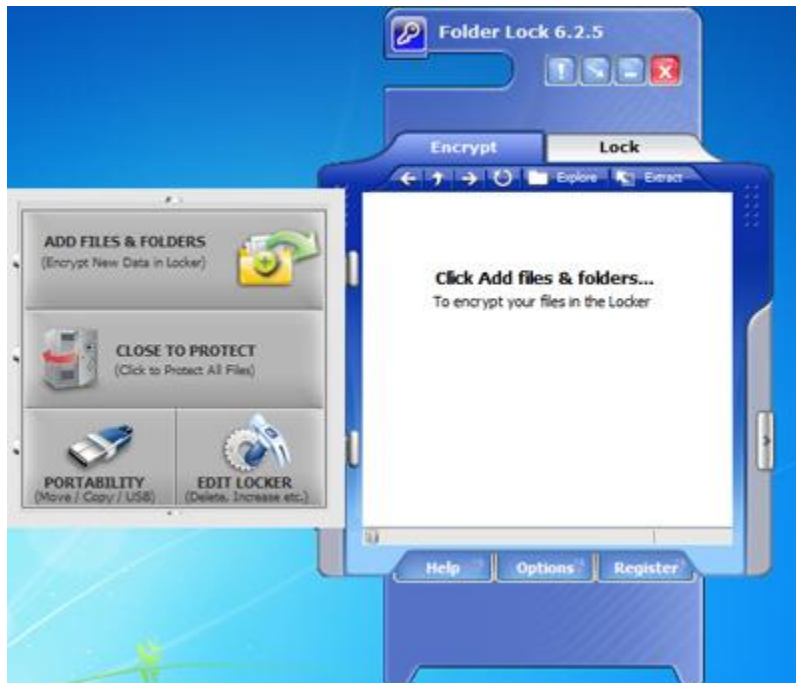 Folder Lock 6.2.5
Encrypt Lock
Explore Extract
ADD FILES & FOLDERS
(Encrypt New Data in Locker)
Click Add files & folders...
To encrypt your files in the Locker
CLOSE TO PROTECT
(Click to Protect All Files)
PORTABILITY
(Move / Copy / USB)
EDIT LOCKER
(Delete, Increase etc.)
Help Options Register